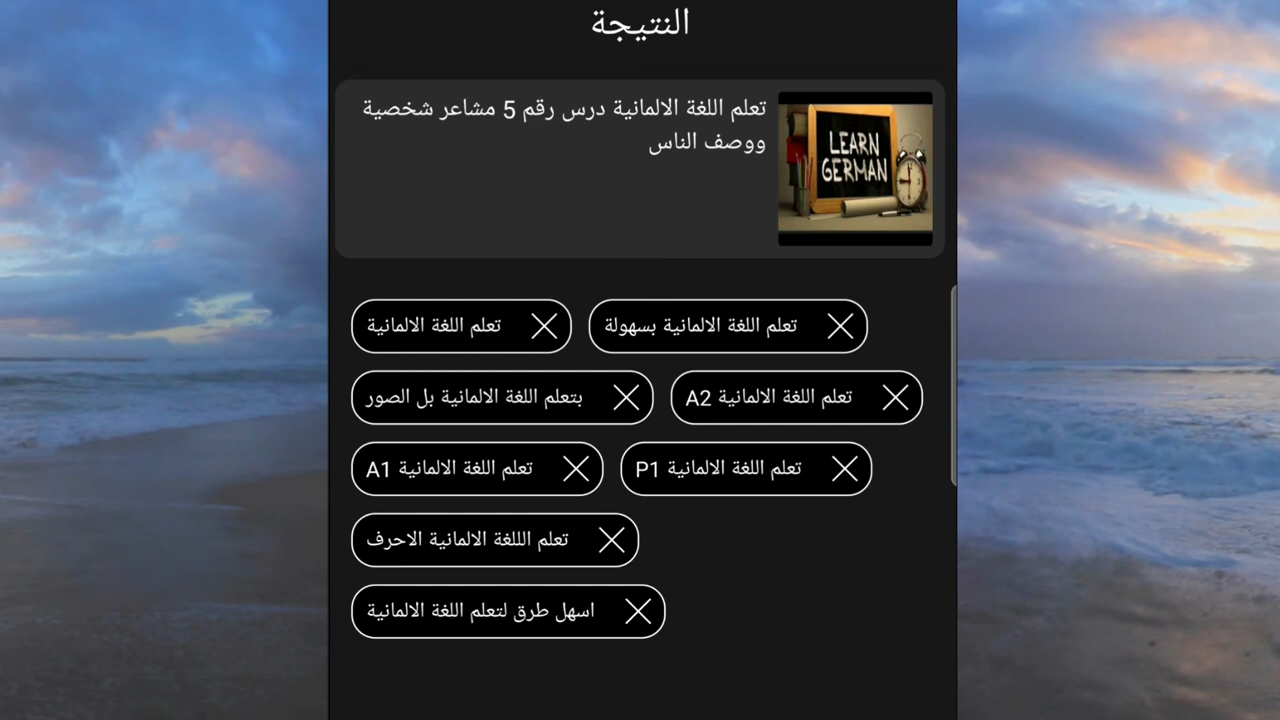 النتيجة
تعلم اللغة الالمانية درس رقم 5 مشاعر شخصية
ووصف الناس
LEARN
GERMAN
تعلم اللغة الالمانية بسهولة
تعلم اللغة الالمانية
تعلم اللغة الالمانية A2
بتعلم اللغة الالمانية بل الصور
تعلم اللغة الالمانية P1
تعلم اللغة الالمانية A1
تعلم الللغة الالمانية الاحرف
اسهل طرق لتعلم اللغة الالمانية